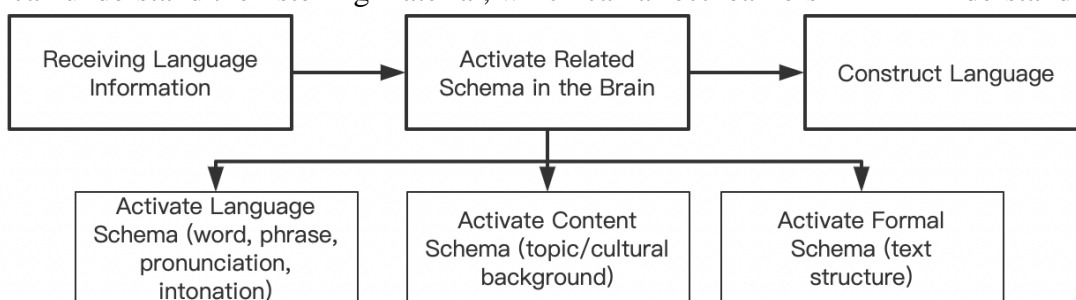 Receiving Language
Information
Activate Related
Schema in the Brain
Construct Language
Activate Language
Schema (word, phrase,
pronunciation,
intonation)
Activate Content
Schema (topic/cultural
background)
Activate Formal
Schema (text
structure)